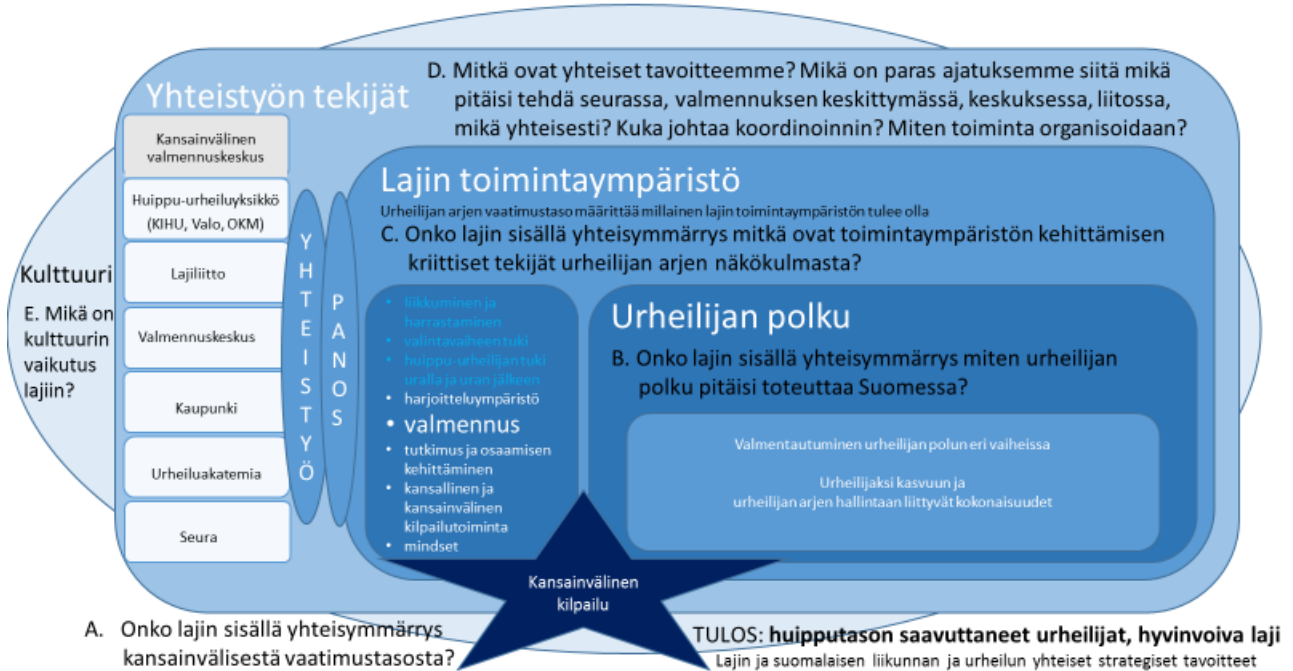 D. Mitkä ovat yhteiset tavoitteemme? Mikä on paras ajatuksemme siitä mikä
pitäisi tehdä seurassa, valmennuksen keskittymässä, keskuksessa, liitossa,
mikä yhteisesti? Kuka johtaa koordinoinnin? Miten toiminta organisoidaan?
Yhteistyön tekijät
Kansainvälinen
valmennuskeskus
Huippu-urheiluyksikkö
(KIHU, Valo, OKM)
Lajiliitto
Valmennuskeskus
Kaupunki
Urheiluakatemia
Seura
YHTEISTYÖ
PANOS
Kulttuuri
E. Mikä on
kulttuurin
vaikutus
lajiin?
Lajin toimintaympäristö
Urheilijan arjen vaatimustaso määrittää millainen lajin toimintaympäristön tulee olla
C. Onko lajin sisällä yhteisymmärrys mitkä ovat toimintaympäristön kehittämisen
kriittiset tekijät urheilijan arjen näkökulmasta?
• liikkuminen ja
harrastaminen
• valintavaiheen tuki
• huippu-urheilijan tuki
uralla ja uran jälkeen
• harjoitteluympäristö
• valmennus
• tutkimus ja osaamisen
kehittäminen
• kansallinen ja
kansainvälinen
kilpailutoiminta
• mindset
Urheilijan polku
B. Onko lajin sisällä yhteisymmärrys miten urheilijan
polku pitäisi toteuttaa Suomessa?
Valmentautuminen urheilijan polun eri vaiheissa
Urheilijaksi kasvuun ja
urheilijan arjen hallintaan liittyvät kokonaisuudet
Kansainvälinen
kilpailu
A. Onko lajin sisällä yhteisymmärrys
kansainvälisestä vaatimustasosta?
TULOS: huipputason saavuttaneet urheilijat, hyvinvoiva laji
Lajin ja suomalaisen liikunnan ja urheilun yhteiset strategiset tavoitteet